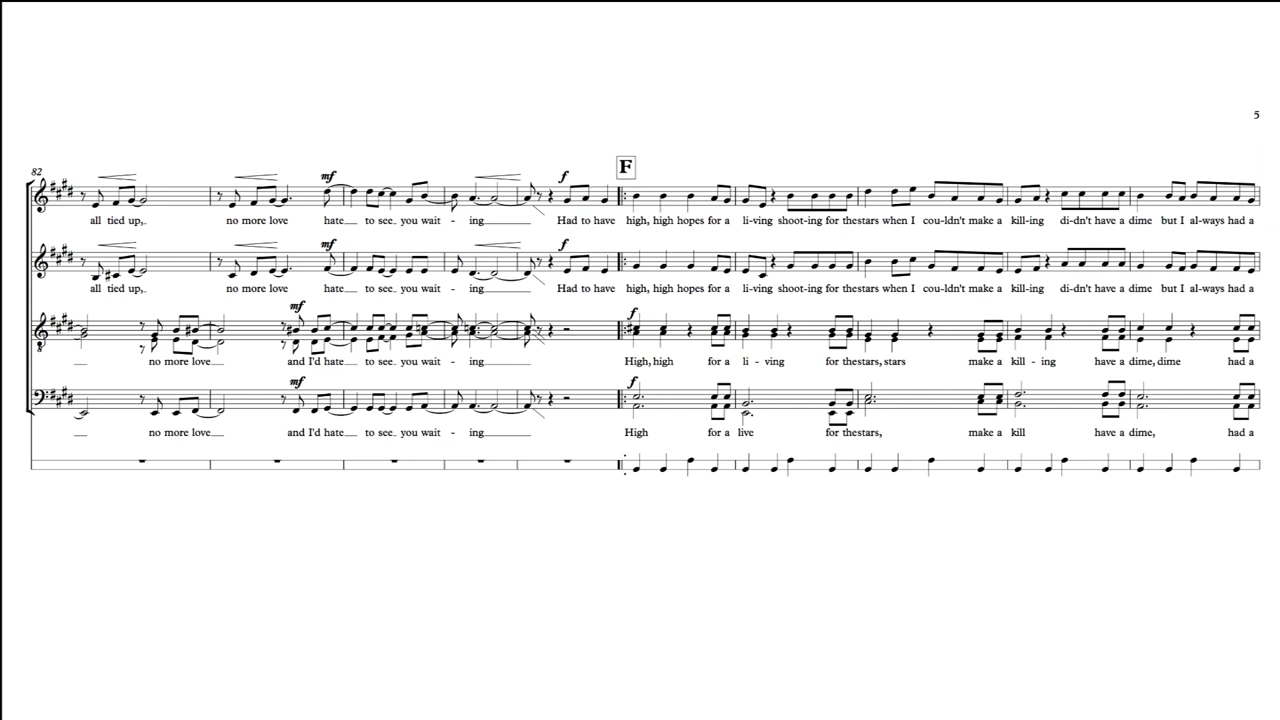 5
F
82
mf
f
all tied up, no more love hate to see you wait - ing Had to have high, high hopes for a li-ving shoot-ing for thestars when I cou-ldn't make a kill-ing di-dn't have a dime but I al-ways had a
mf
f
all tied up, no more love hate to see you wait - ing Had to have high, high hopes for a li-ving shoot-ing for thestars when I cou-ldn't make a kill-ing di-dn't have a dime but I al-ways had a
mf
f
no more love and I'd hate to see you wait - ing High, high for a li - ving for thestars, stars make a kill - ing have a dime, dime had a
mf
f
no more love and I'd hate to see you wait - ing High for a live for thestars, make a kill have a dime, had a